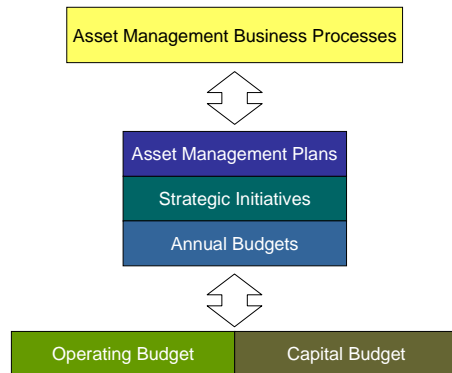 Asset Management Business Processes
Asset Management Plans
Strategic Initiatives
Annual Budgets
Operating Budget
Capital Budget